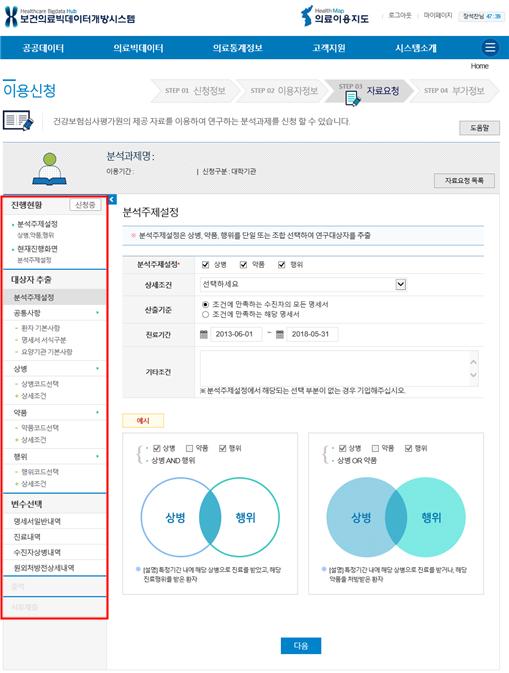 Healthcare Bigdata Hub
보건의료빅데이터개방시스템
Health Map
의료이용지도
로그아웃
마이페이지
장석찬님 47:39
공공데이터
의료빅데이터
의료통계정보
고객지원
시스템소개
Home
이용신청
STEP 01 신청정보
STEP 02 이용자정보
STEP 03 자료요청
STEP 04 부가정보
건강보험심사평가원의 제공 자료를 이용하여 연구하는 분석과제를 신청 할 수 있습니다.
도움말
분석과제명 :
이용기간 :
| 신청구분 : 대학기관
자료요청 목록
진행현황
신청중
분석주제설정
상병,약품,행위
현재진행화면
분석주제설정
대상자 추출
분석주제설정
공통사항
환자 기본사항
명세서 서식구분
요양기관 기본사항
상병
상병코드선택
상세조건
약품
약품코드선택
상세조건
행위
행위코드선택
상세조건
변수선택
명세서일반내역
진료내역
수진자상병내역
원외처방전상세내역
출력
서류제출
분석주제설정
※ 분석주제설정은 상병, 약품, 행위를 단일 또는 조합 선택하여 연구대상자를 추출
분석주제설정*
상병
약품
행위
상세조건
선택하세요
산출기준
조건에 만족하는 수진자의 모든 명세서
조건에 만족하는 해당 명세서
진료기간
2013-06-01
~
2018-05-31
기타조건
※ 분석주제설정에서 해당되는 선택 부분이 없는 경우 기입해주십시오.
예시
상병
약품
행위
상병 AND 행위
상병
행위
[설명] 특정기간 내에 해당 상병으로 진료를 받았고, 해당
진료행위를 받은 환자
상병
약품
행위
상병 OR 약품
상병
행위
[설명] 특정기간 내에 해당 상병으로 진료를 받거나, 해당
약품을 처방받은 환자
다음